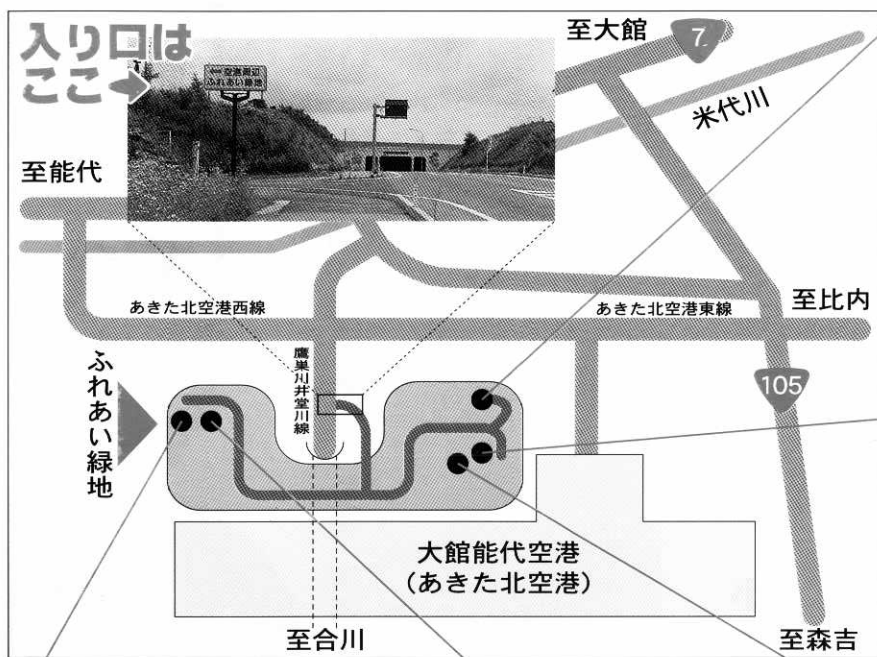 入り口は
ここ
←空港周辺
ふれあい緑地
至大館
7
米代川
至能代
あきた北空港西線
あきた北空港東線
至比内
鷹巣川井堂川線
ふれあい緑地
105
大館能代空港
(あきた北空港)
至合川
至森吉